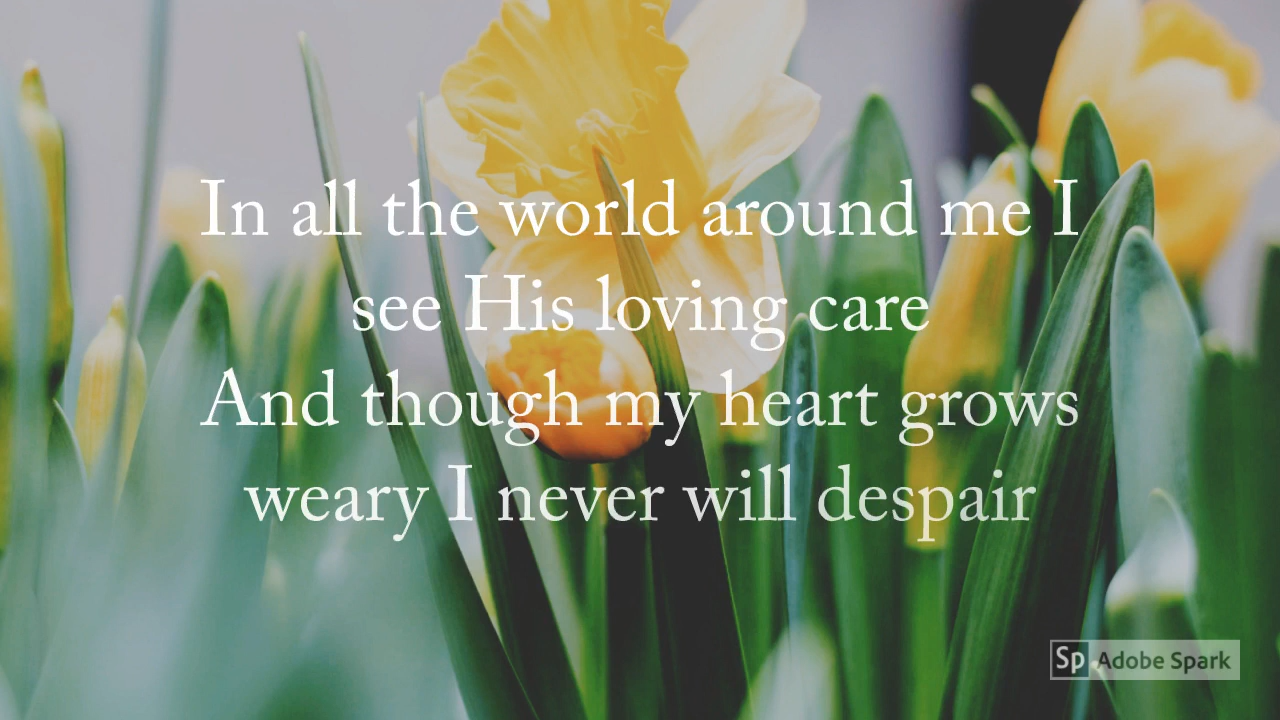 In all the world around me I
see His loving care
And though my heart grows
weary I never will despair
Sp Adobe Spark